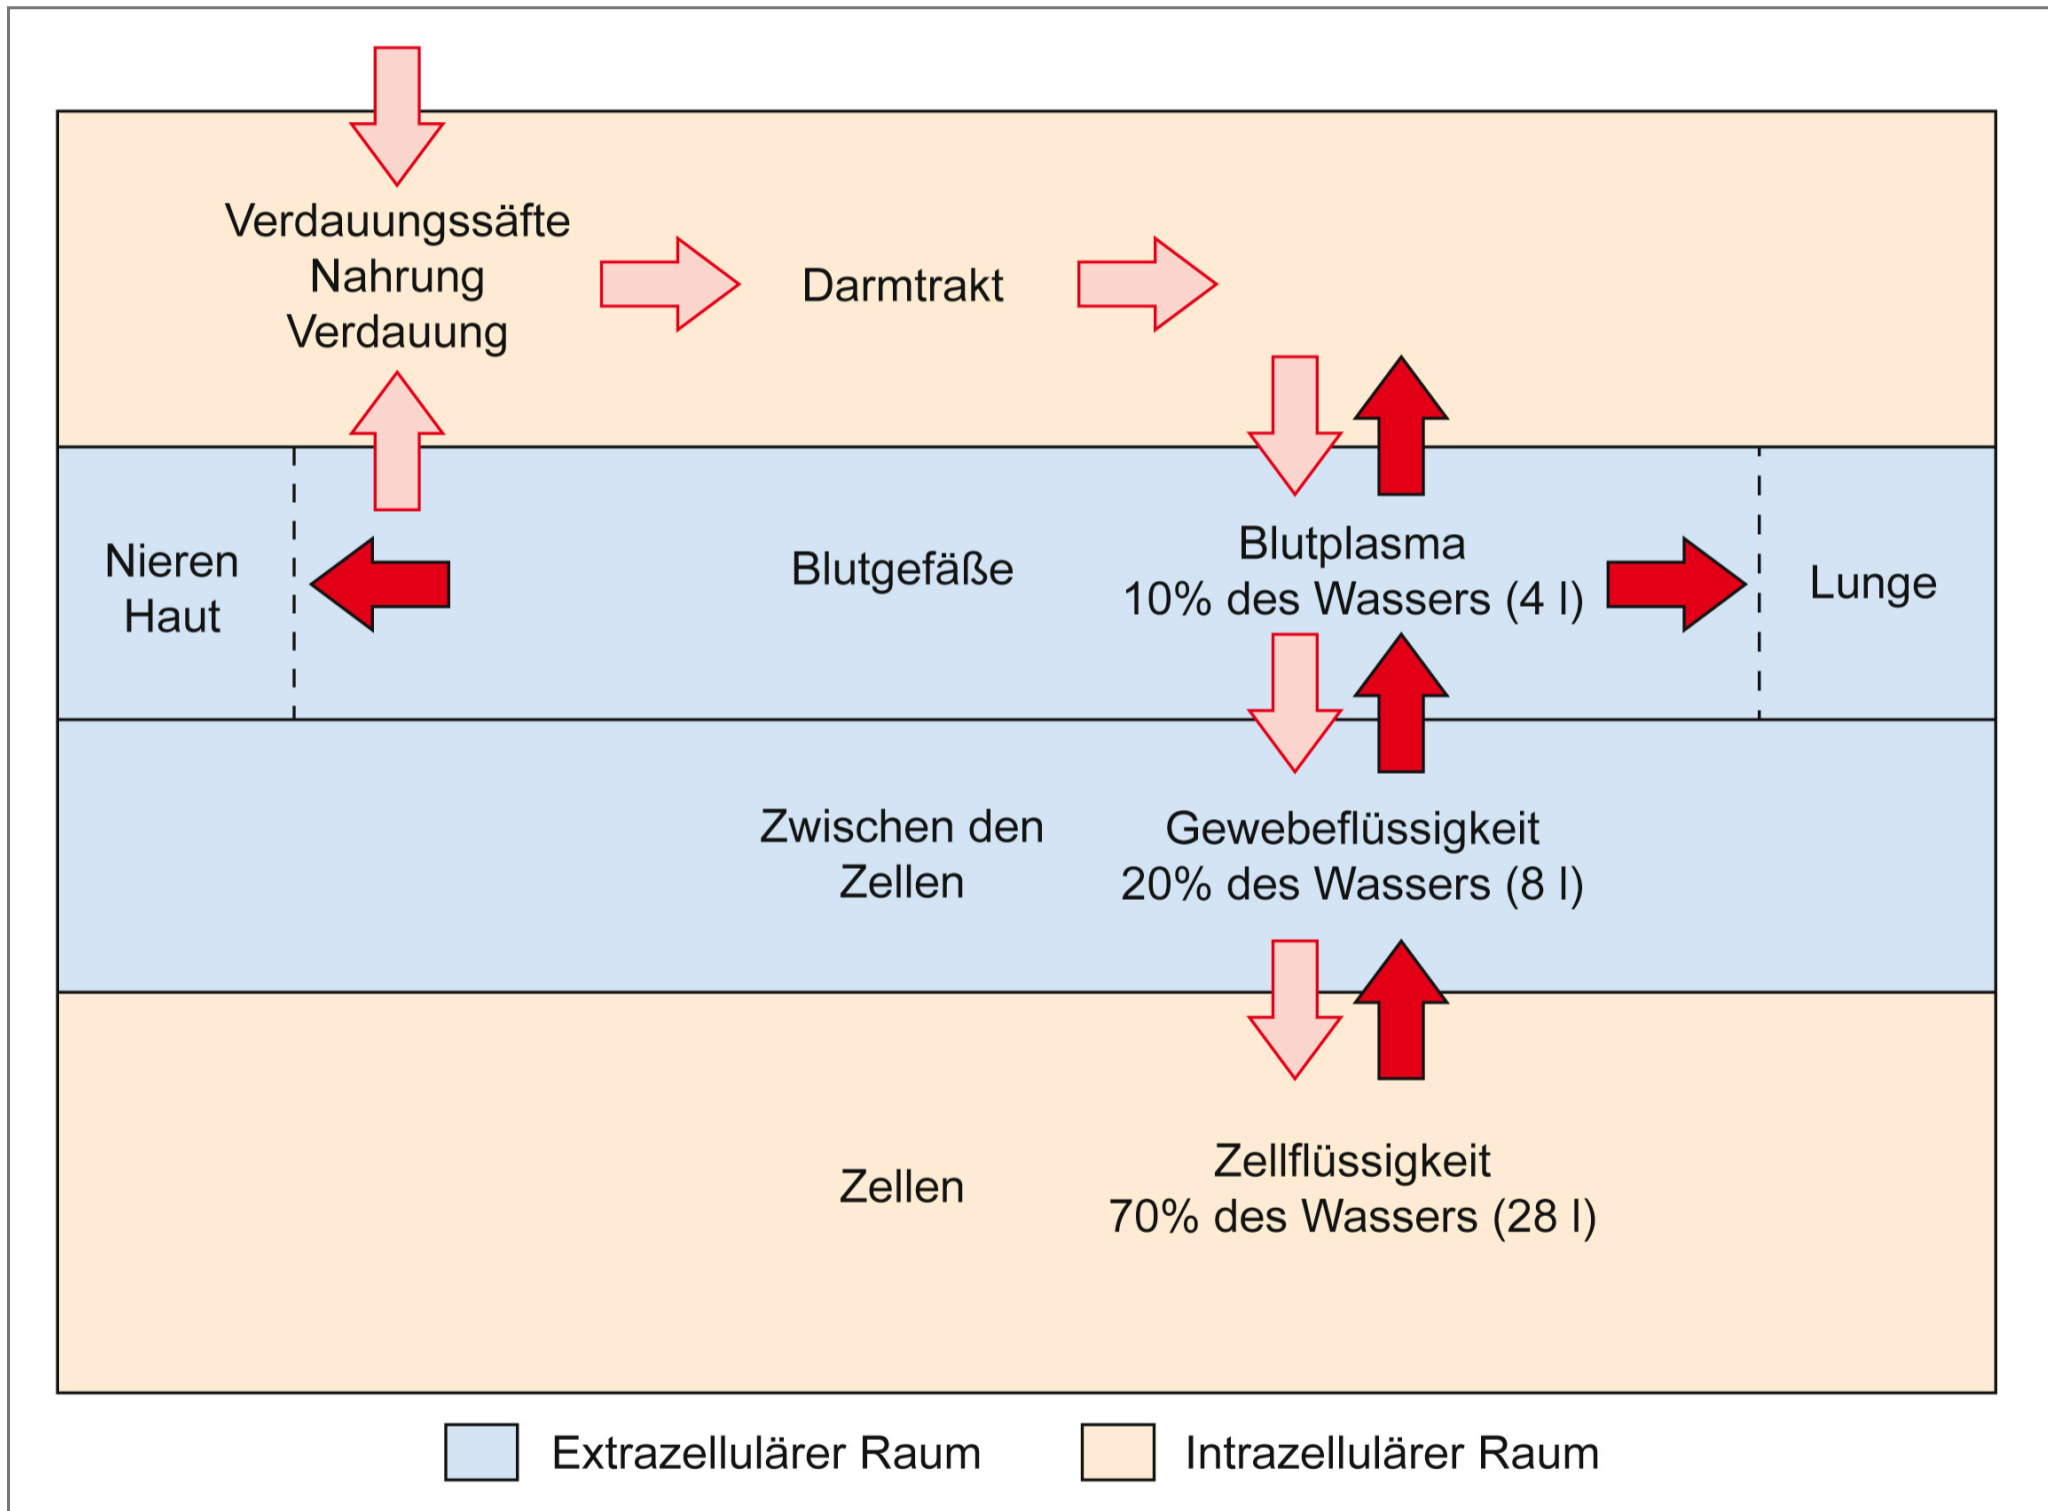 Verdauungssäfte
Nahrung
Verdauung
Darmtrakt
Nieren
Haut
Blutgefäße
Blutplasma
10% des Wassers (4 l)
Lunge
Zwischen den
Zellen
Gewebeflüssigkeit
20% des Wassers (8 l)
Zellen
Zellflüssigkeit
70% des Wassers (28 l)
Extrazellulärer Raum
Intrazellulärer Raum